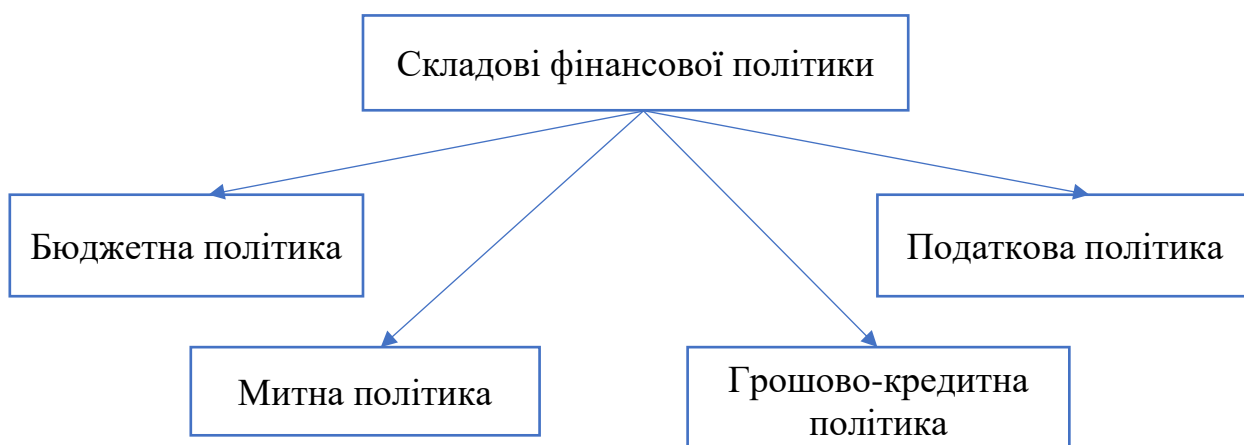 Складові фінансової політики
Бюджетна політика
Податкова політика
Митна політика
Грошово-кредитна
політика